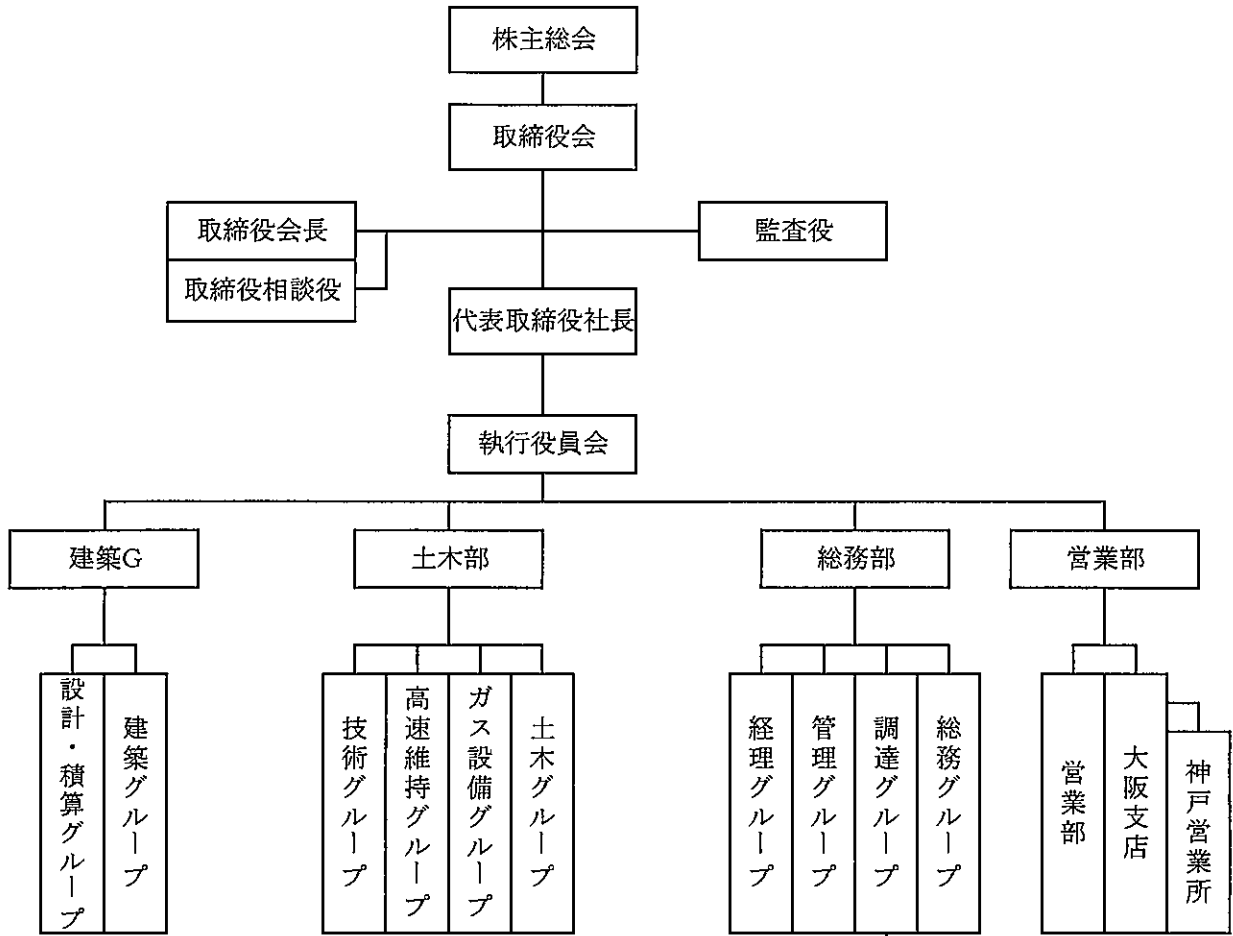 株主総会
取締役会
取締役会長
監査役
取締役相談役
代表取締役社長
執行役員会
建築G
土木部
総務部
営業部
設計・積算グループ
建築グループ
技術グループ
高速維持グループ
ガス設備グループ
土木グループ
経理グループ
管理グループ
調達グループ
総務グループ
営業部
大阪支店
神戸営業所